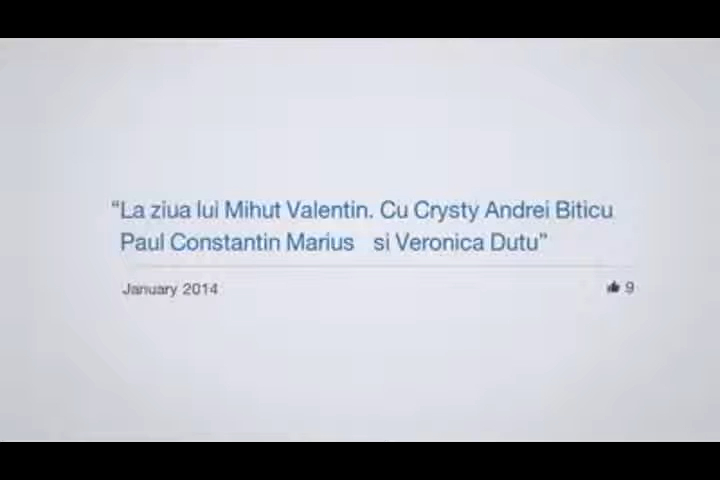 “La ziua lui Mihut Valentin. Cu Crysty Andrei Biticu
Paul Constantin Marius si Veronica Dutu”
January 2014
9